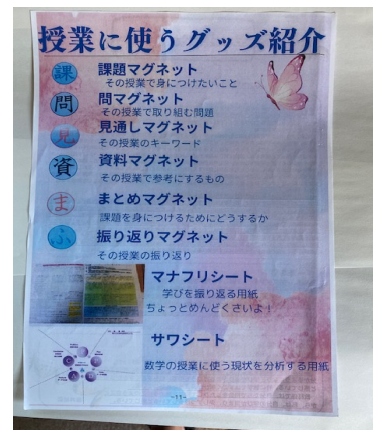 授業に使うグッズ紹介
課 課題マグネット
その授業で身につけたいこと
問 問マグネット
その授業で取り組む問題
見 見通しマグネット
その授業のキーワード
資 資料マグネット
その授業で参考にするもの
ま まとめマグネット
課題を身につけるためにどうするか
ふ 振り返りマグネット
その授業の振り返り
マナフリシート
学びを振り返る用紙
ちょっとめんどくさいよ!
サワシート
数学の授業に使う現状を分析する用紙
-11-